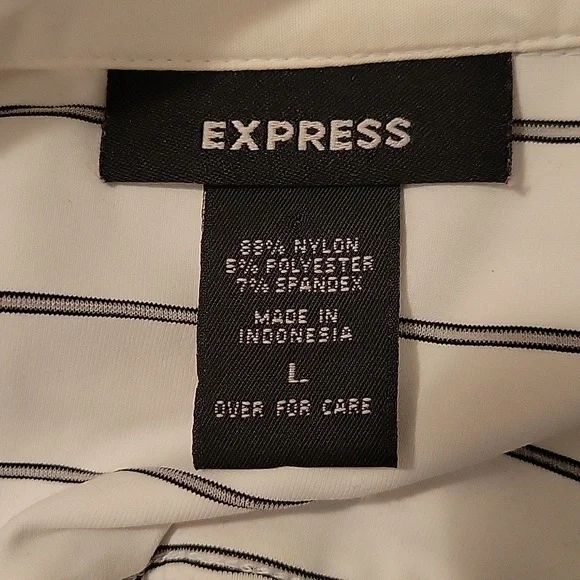 EXPRESS
88% NYLON
5% POLYESTER
7% SPANDEX
MADE IN
INDONESIA
L
OVER FOR CARE